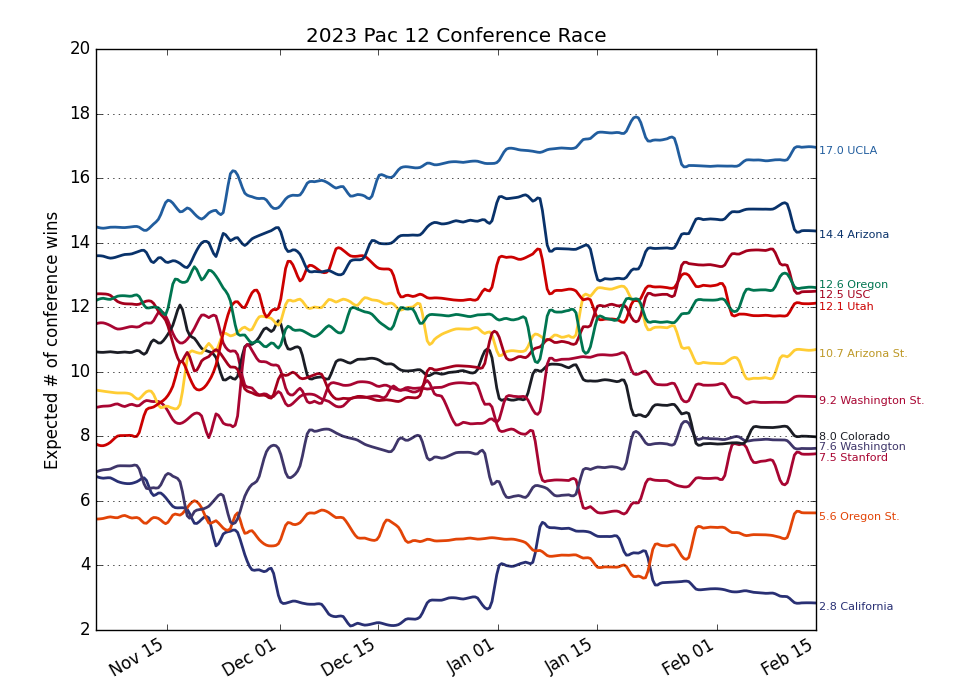 2023 Pac 12 Conference Race
Expected # of conference wins
20
18
16
14
12
10
8
6
4
2
17.0 UCLA
14.4 Arizona
12.6 Oregon
12.5 USC
12.1 Utah
10.7 Arizona St.
9.2 Washington St.
8.0 Colorado
7.6 Washington
7.5 Stanford
5.6 Oregon St.
2.8 California
Nov 15
Dec 01
Dec 15
Jan 01
Jan 15
Feb 01
Feb 15